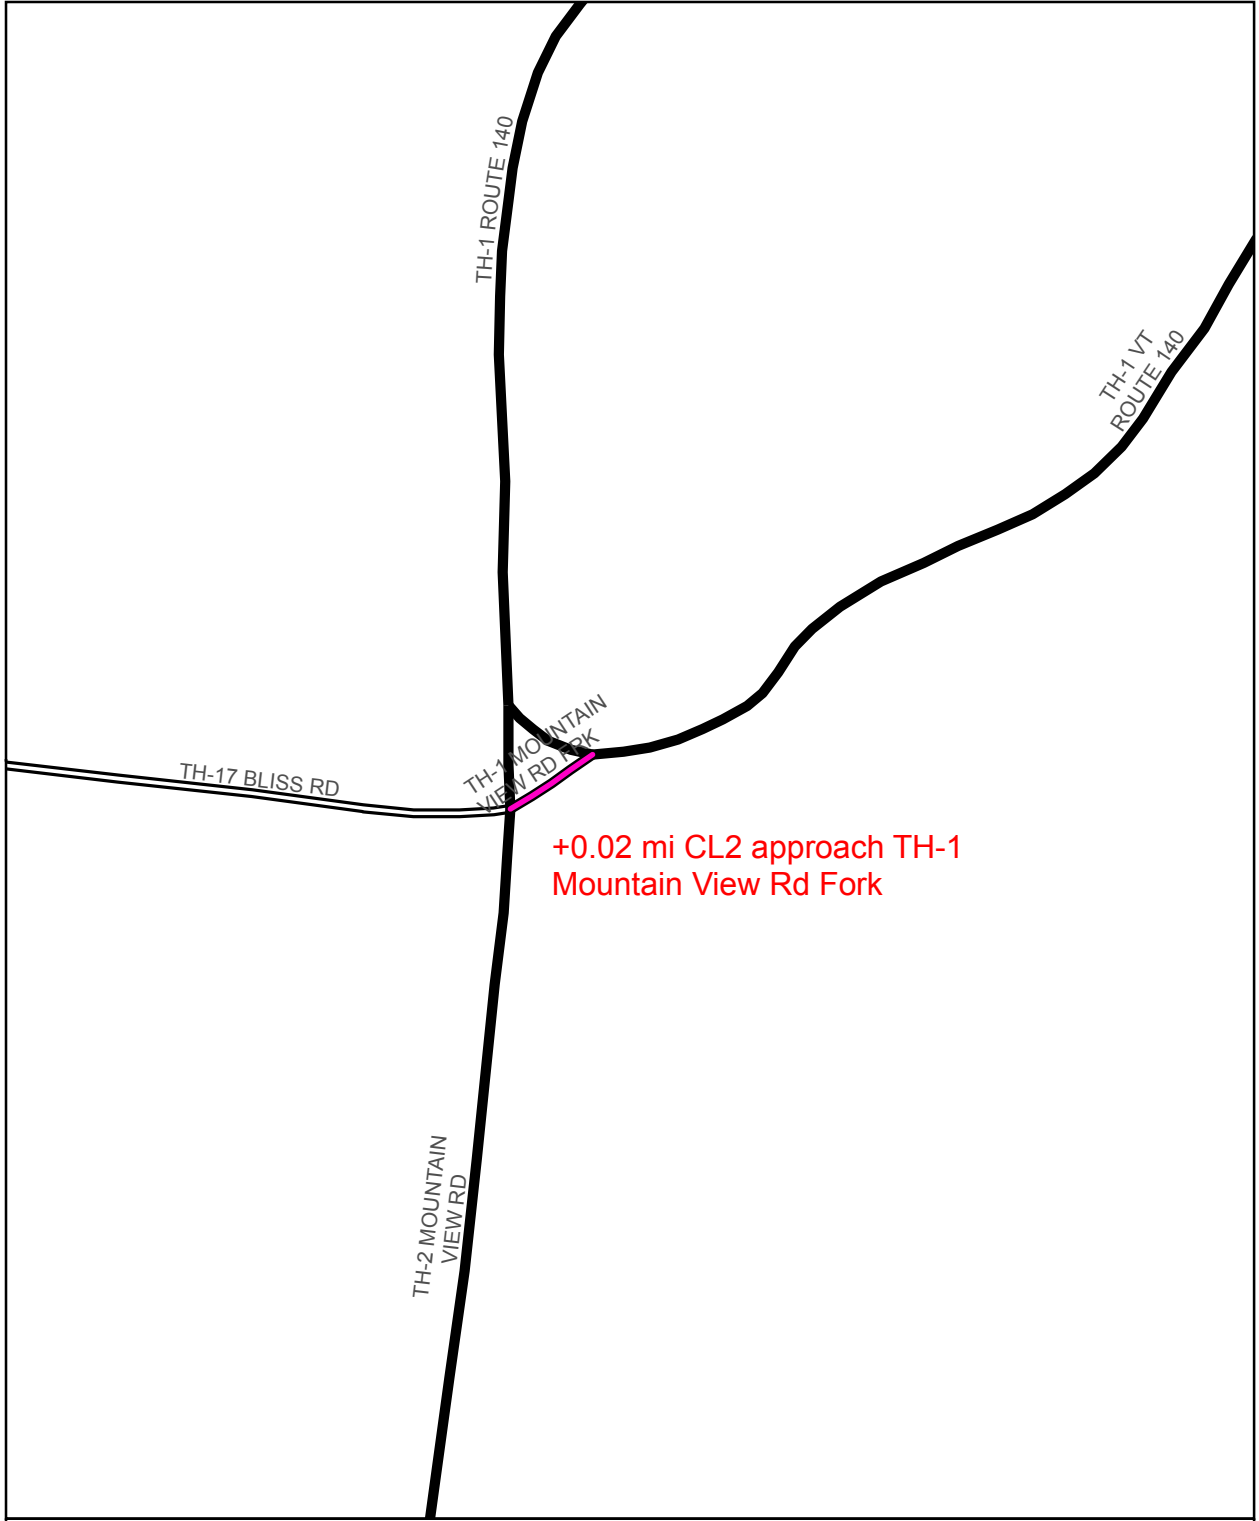 TH-1 ROUTE 140
TH-1 VT
ROUTE 140
TH-1 MOUNTAIN
VIEW RD FRK
TH-17 BLISS RD
+0.02 mi CL2 approach TH-1
Mountain View Rd Fork
TH-2 MOUNTAIN
VIEW RD